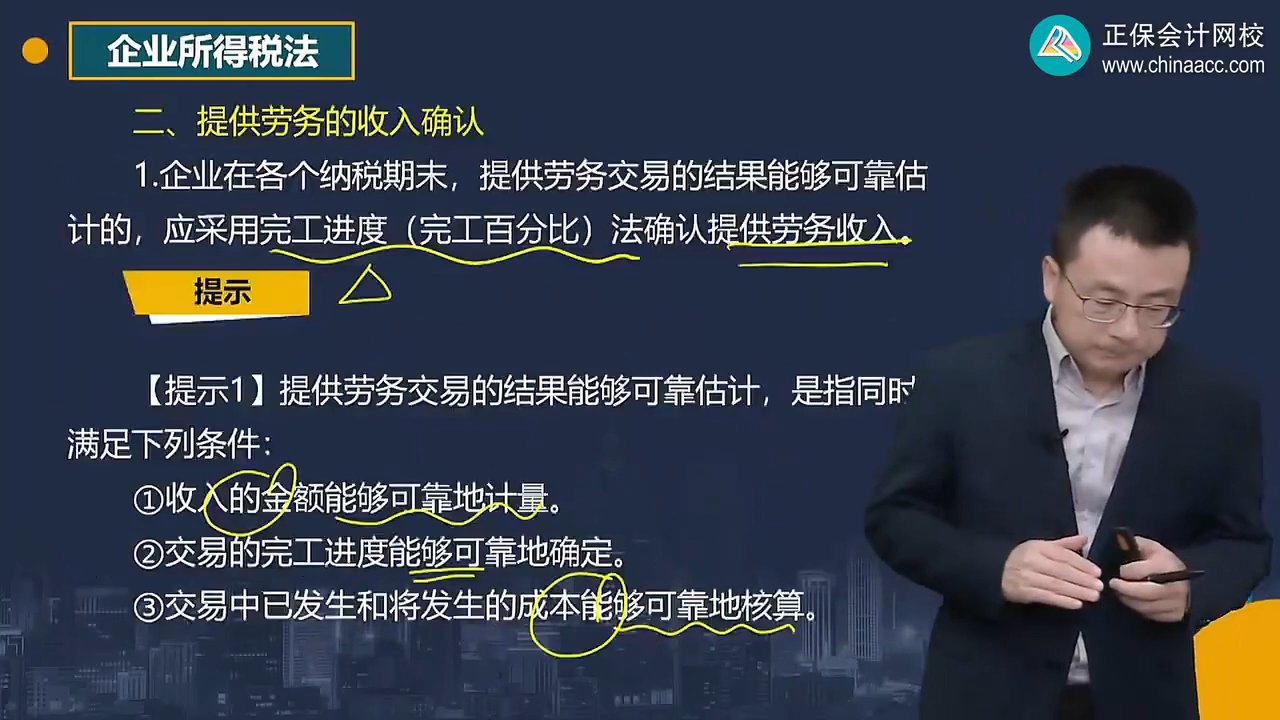 企业所得税法
正保会计网校
www.chinaacc.com
二、提供劳务的收入确认
1.企业在各个纳税期末，提供劳务交易的结果能够可靠估
计的，应采用完工进度（完工百分比）法确认提供劳务收入。
提示
【提示1】提供劳务交易的结果能够可靠估计，是指同时
满足下列条件：
①收入的金额能够可靠地计量。
②交易的完工进度能够可靠地确定。
③交易中已发生和将发生的成本能够可靠地核算。